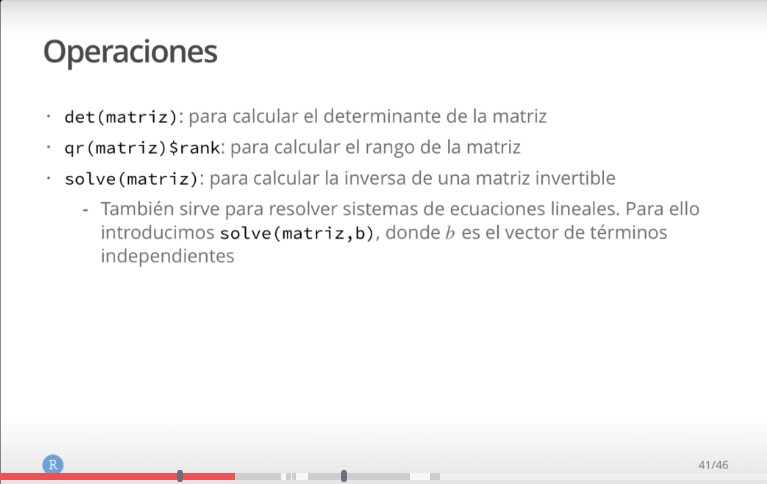 Operaciones
· det(matriz): para calcular el determinante de la matriz
· qr(matriz)$rank: para calcular el rango de la matriz
· solve(matriz): para calcular la inversa de una matriz invertible
- También sirve para resolver sistemas de ecuaciones lineales. Para ello
introducimos solve(matriz,b), donde b es el vector de términos
independientes
R
41/46